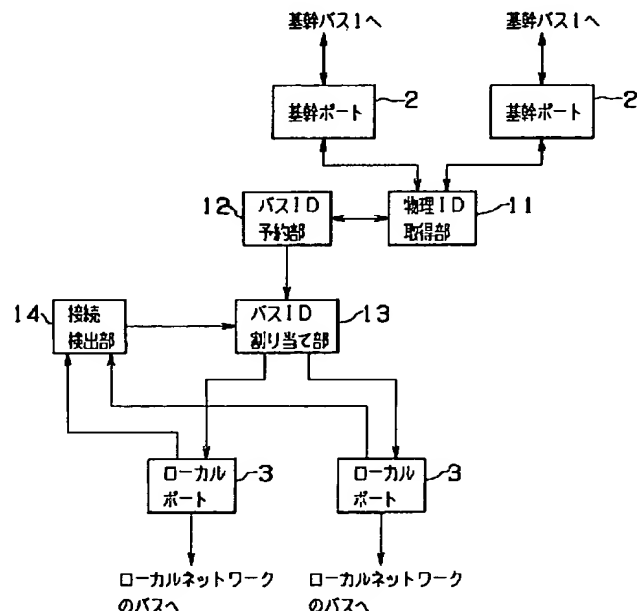 基幹バス1へ
基幹バス1へ
基幹ポート
2
基幹ポート
2
12
バスID
予約部
物理ID
取得部
11
14
接続
検出部
バスID
割り当て部
13
ローカル
ポート
3
ローカル
ポート
3
ローカルネットワーク
のバスへ
ローカルネットワーク
のバスへ